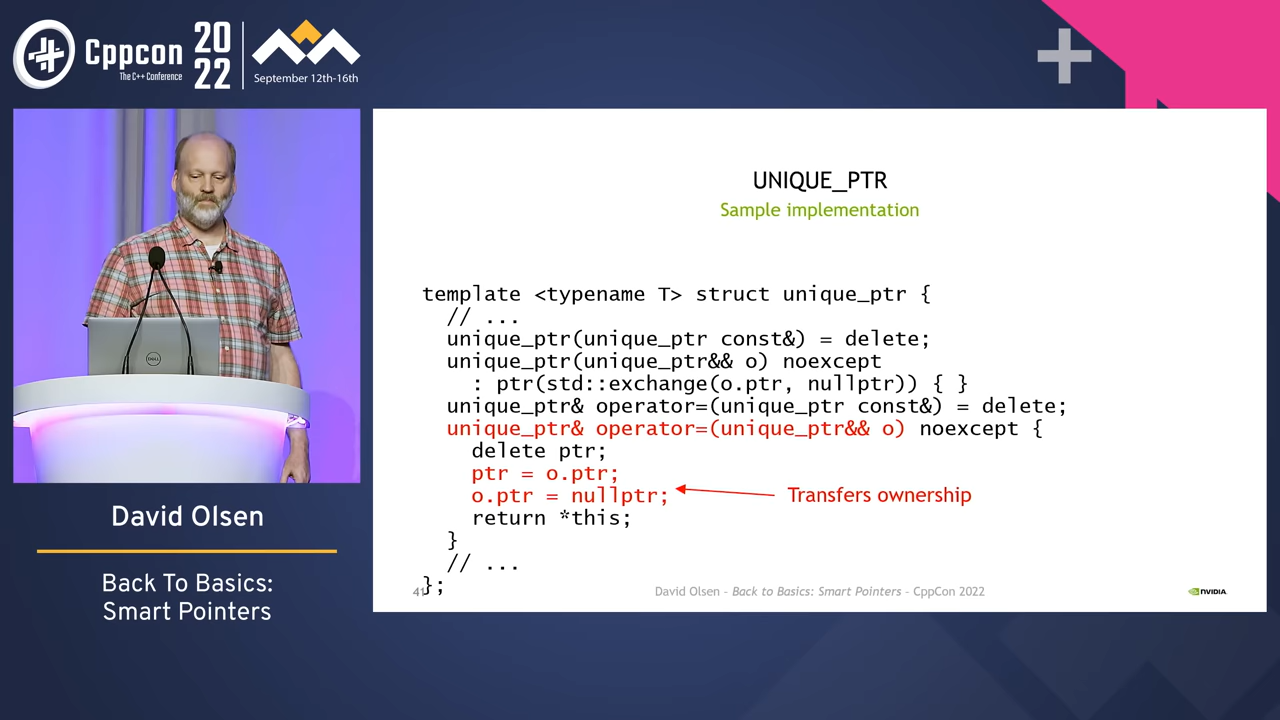 Cppcon
The C++ Conference
20
22
September 12th-16th
UNIQUE_PTR
Sample implementation
template <typename T> struct unique_ptr {
// ...
unique_ptr(unique_ptr const&) = delete;
unique_ptr(unique_ptr&& o) noexcept
: ptr(std::exchange(o.ptr, nullptr)) { }
unique_ptr& operator=(unique_ptr const&) = delete;
unique_ptr& operator=(unique_ptr&& o) noexcept {
delete ptr;
ptr = o.ptr;
o.ptr = nullptr;
Transfers ownership
return *this;
}
// ...
};
41
David Olsen - Back to Basics: Smart Pointers - CppCon 2022
NVIDIA
DELL
David Olsen
Back To Basics:
Smart Pointers